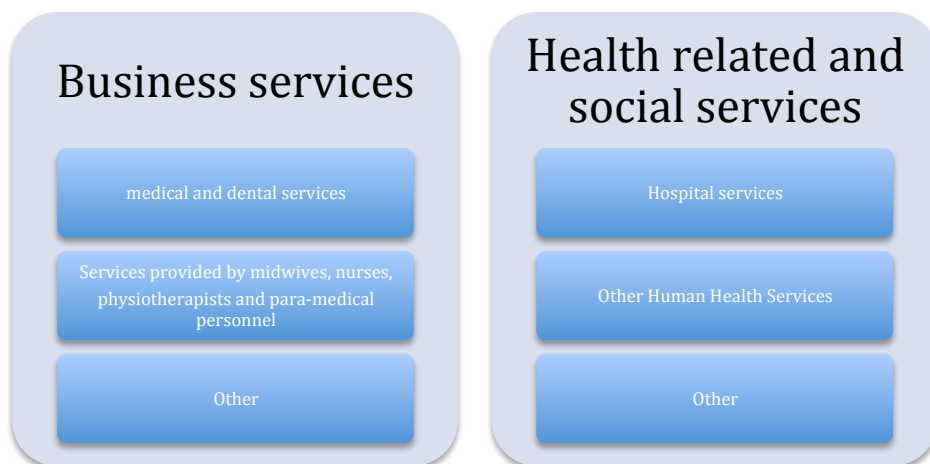 Business services
medical and dental services
Services provided by midwives, nurses,
physiotherapists and para-medical
personnel
Other
Health related and
social services
Hospital services
Other Human Health Services
Other